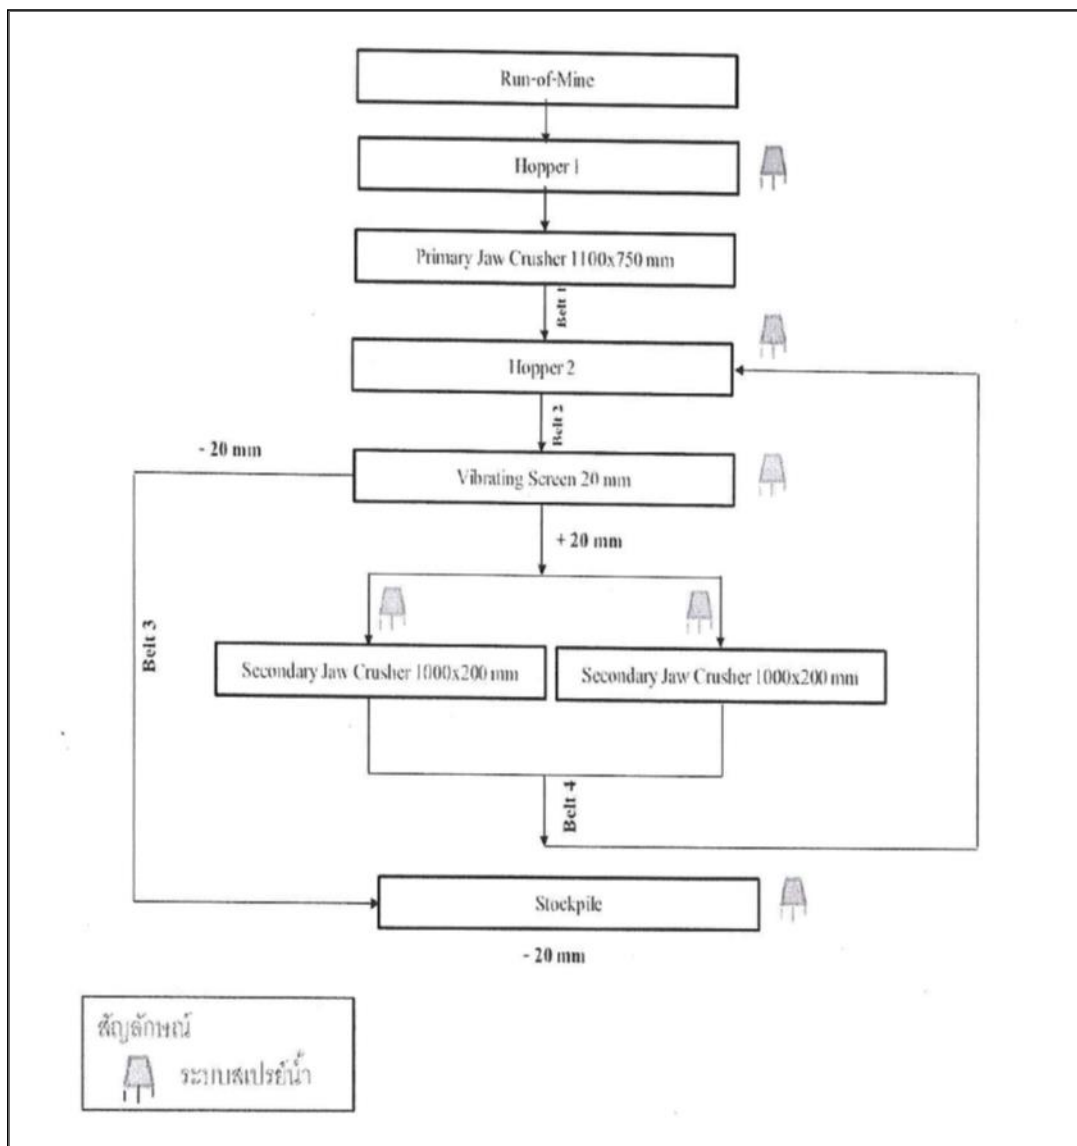 Run-of-Mine
Hopper 1
Primary Jaw Crusher 1100x750 mm
Belt 1
Hopper 2
Belt 2
- 20 mm
Vibrating Screen 20 mm
+ 20 mm
Belt 3
Secondary Jaw Crusher 1000x200 mm
Secondary Jaw Crusher 1000x200 mm
Belt 4
Stockpile
- 20 mm
สัญลักษณ์
ระบบสเปรย์น้ำ